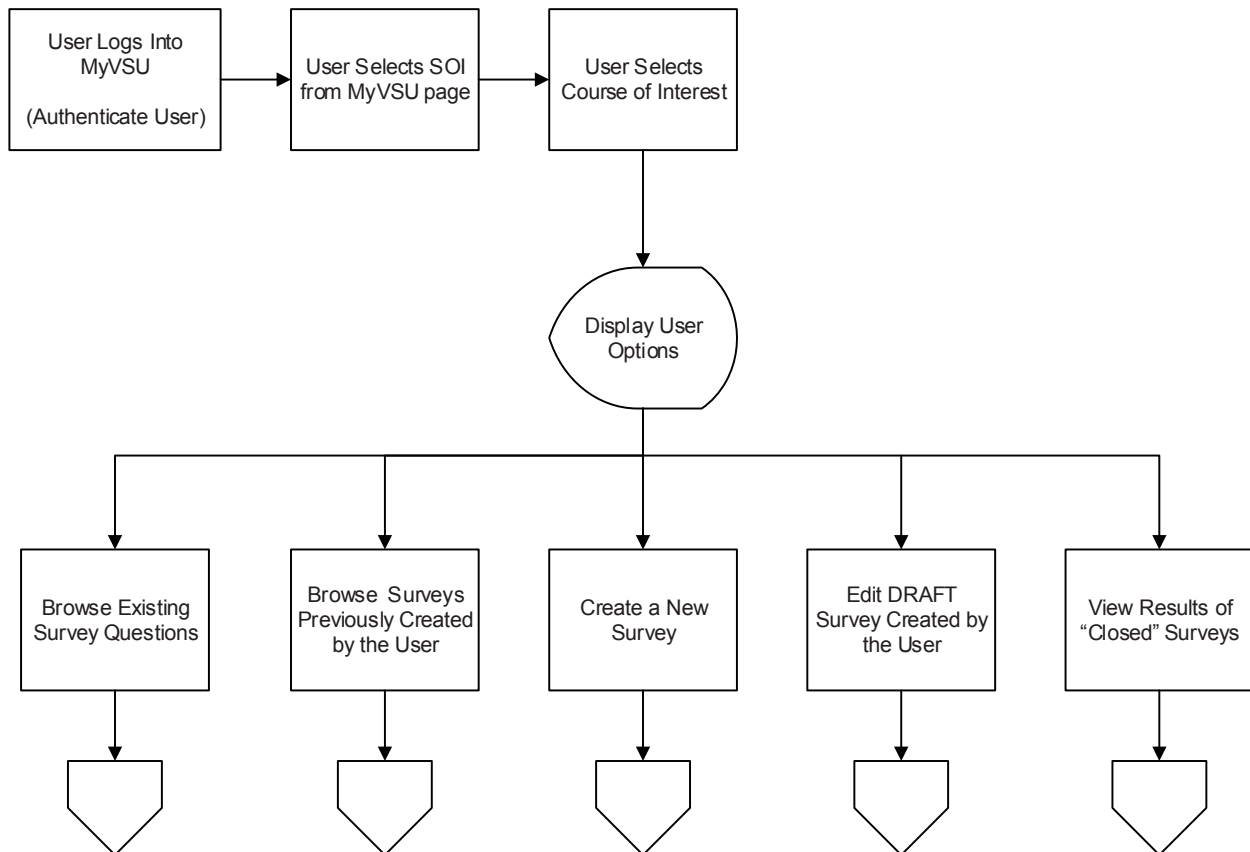 User Logs Into
MyVSU
(Authenticate User)
User Selects SOI
from MyVSU page
User Selects
Course of Interest
Display User
Options
Browse Existing
Survey Questions
Browse Surveys
Previously Created
by the User
Create a New
Survey
Edit DRAFT
Survey Created by
the User
View Results of
“Closed” Surveys